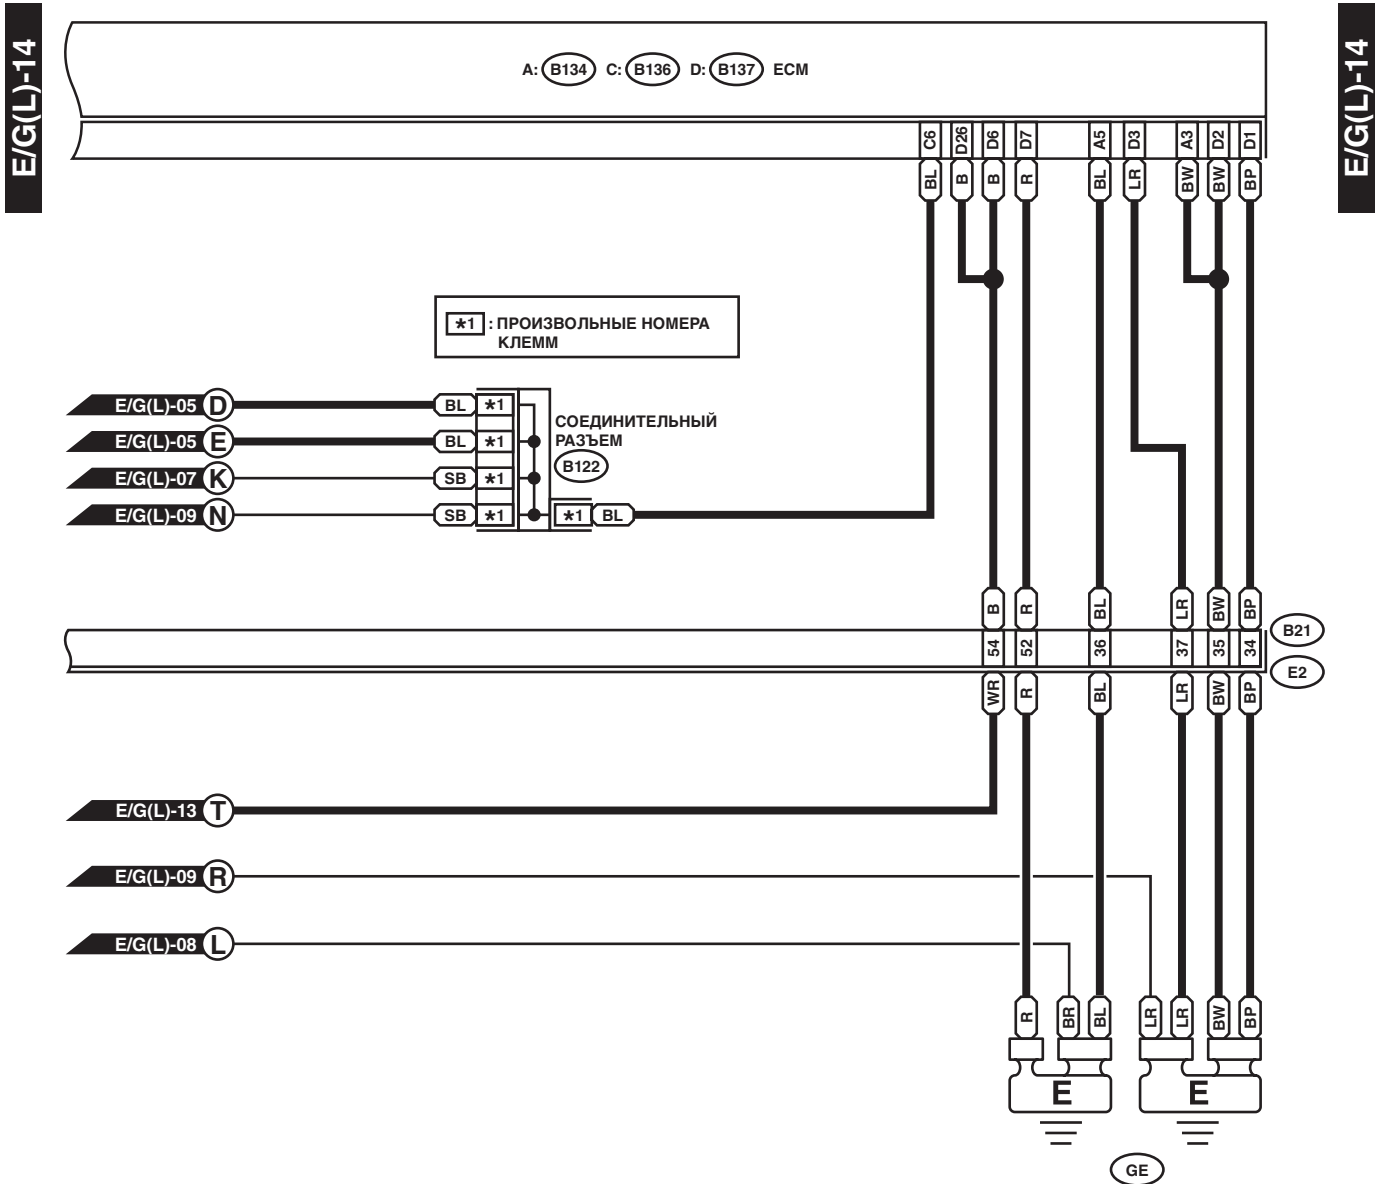 E/G(L)-14
E/G(L)-14
A: B134 C: B136 D: B137 ECM
C6 D26 D6 D7 A5 D3 A3 D2 D1
BL B B R BL LR BW BW BP
*1 : ПРОИЗВОЛЬНЫЕ НОМЕРА
КЛЕММ
E/G(L)-05 D BL *1
СОЕДИНИТЕЛЬНЫЙ
РАЗЪЕМ
B122
E/G(L)-05 E BL *1
E/G(L)-07 K SB *1
E/G(L)-09 N SB *1 *1 BL
B R BL LR BW BP
54 52 36 37 35 34
B21
E2
WR R BL LR BW BP
E/G(L)-13 T
E/G(L)-09 R
E/G(L)-08 L
R BR BL LR LR BW BP
E E
GE